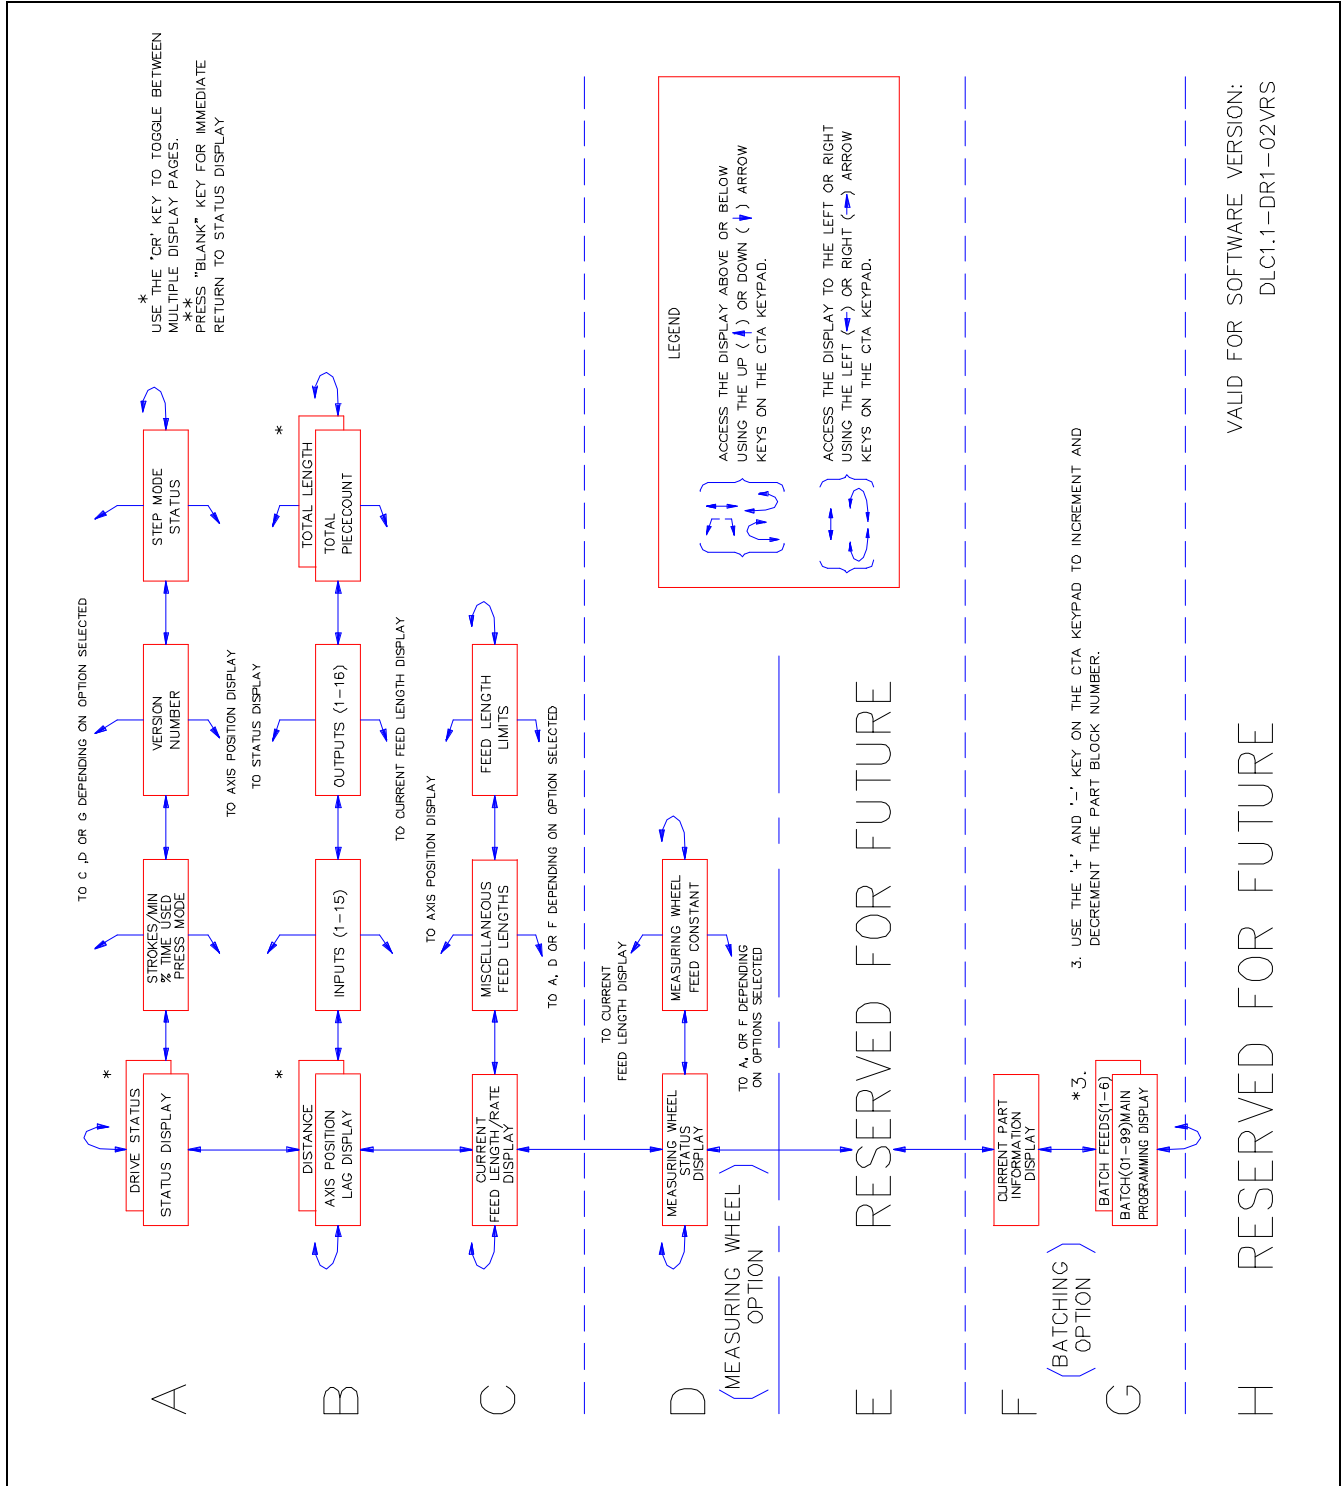 *
USE THE 'CR' KEY TO TOGGLE BETWEEN
MULTIPLE DISPLAY PAGES.
**
PRESS "BLANK" KEY FOR IMMEDIATE
RETURN TO STATUS DISPLAY
TO C ,D OR G DEPENDING ON OPTION SELECTED
A
*
DRIVE STATUS
STATUS DISPLAY
STROKES/MIN
% TIME USED
PRESS MODE
VERSION
NUMBER
STEP MODE
STATUS
TO AXIS POSITION DISPLAY
TO STATUS DISPLAY
B
*
DISTANCE
AXIS POSITION
LAG DISPLAY
INPUTS (1-15)
OUTPUTS (1-16)
*
TOTAL LENGTH
TOTAL
PIECECOUNT
TO CURRENT FEED LENGTH DISPLAY
TO AXIS POSITION DISPLAY
C
CURRENT
FEED LENGTH/RATE
DISPLAY
MISCELLANEOUS
FEED LENGTHS
FEED LENGTH
LIMITS
TO A, D OR F DEPENDING ON OPTION SELECTED
TO CURRENT
FEED LENGTH DISPLAY
D
MEASURING WHEEL
STATUS
DISPLAY
MEASURING WHEEL
FEED CONSTANT
TO A, OR F DEPENDING
ON OPTIONS SELECTED
(MEASURING WHEEL
OPTION)
LEGEND
ACCESS THE DISPLAY ABOVE OR BELOW
USING THE UP ( ) OR DOWN ( ) ARROW
KEYS ON THE CTA KEYPAD.
ACCESS THE DISPLAY TO THE LEFT OR RIGHT
USING THE LEFT ( ) OR RIGHT ( ) ARROW
KEYS ON THE CTA KEYPAD.
E
RESERVED FOR FUTURE
F
CURRENT PART
INFORMATION
DISPLAY
(BATCHING
OPTION)
G
*3.
BATCH FEEDS(1-6)
BATCH(01-99)MAIN
PROGRAMMING DISPLAY
3. USE THE '+' AND '-' KEY ON THE CTA KEYPAD TO INCREMENT AND
DECREMENT THE PART BLOCK NUMBER.
H
RESERVED FOR FUTURE
VALID FOR SOFTWARE VERSION:
DLC1.1-DR1-02VRS